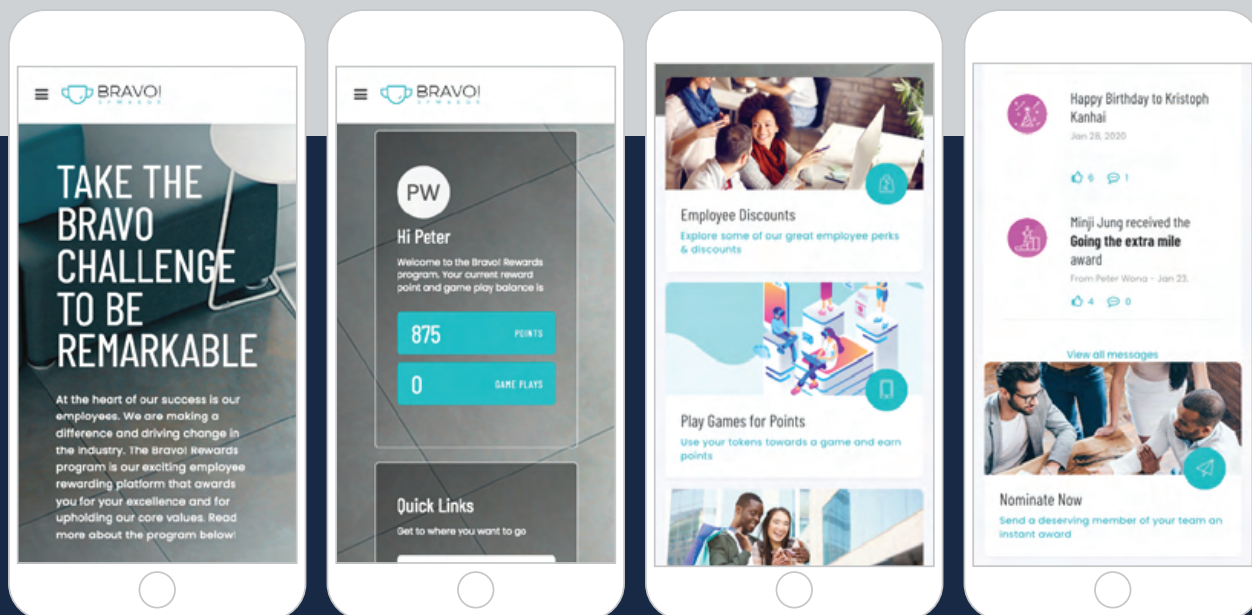 BRAVO!
REWARDS
TAKE THE
BRAVO
CHALLENGE
TO BE
REMARKABLE
At the heart of our success is our
employees. We are making a
difference and driving change in
the industry. The Bravo! Rewards
program is our exciting employee
rewarding platform that awards
you for your excellence and for
upholding our core values. Read
more about the program below!
BRAVO!
REWARDS
PW
Hi Peter
Welcome to the Bravo! Rewards
program. Your current reward
point and game play balance is
875 POINTS
0 GAME PLAYS
Quick Links
Get to where you want to go
Employee Discounts
Explore some of our great employee perks
& discounts
Play Games for Points
Use your tokens towards a game and earn
points
Happy Birthday to Kristoph
Kanhai
Jan 28, 2020
6 1
Minji Jung received the
Going the extra mile
award
From Peter Wong - Jan 23,
4 0
View all messages
Nominate Now
Send a deserving member of your team an
instant award